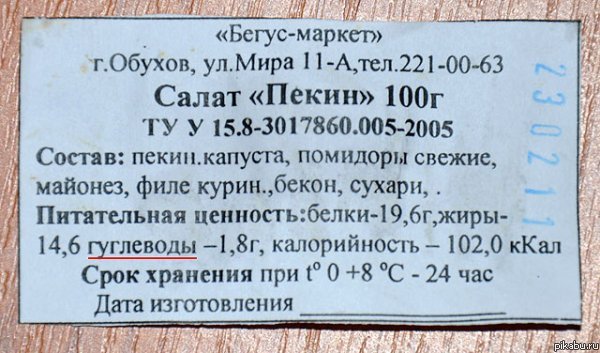 «Бегус-маркет»
г.Обухов, ул.Мира 11-А,тел.221-00-63
Салат «Пекин» 100г
ТУ У 15.8-3017860.005-2005
Состав: пекин.капуста, помидоры свежие,
майонез, филе курин.,бекон, сухари, .
Питательная ценность:белки-19,6г,жиры-
14,6 гуглеводы –1,8г, калорийность – 102,0 кКал
Срок хранения при t° 0 +8 °С - 24 час
Дата изготовления ____________________
230211
pikabu.ru